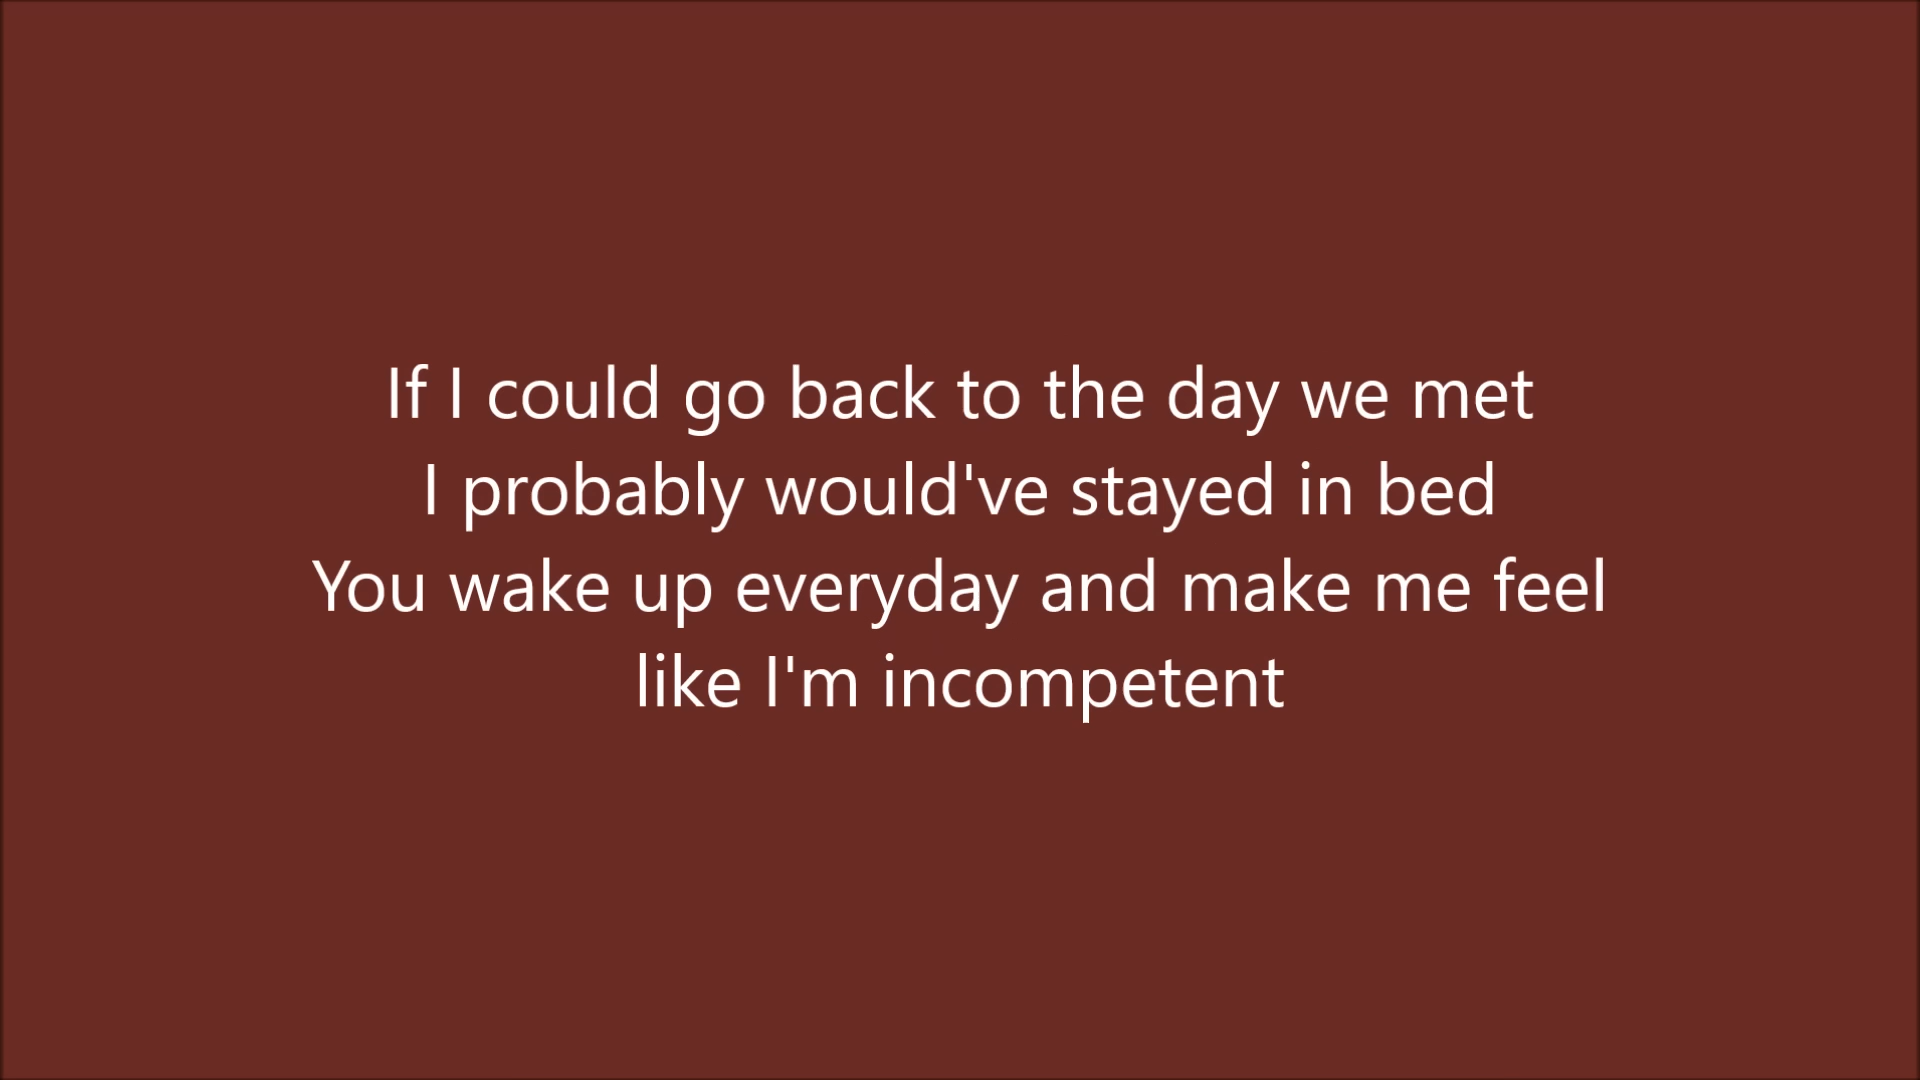 If I could go back to the day we met
I probably would've stayed in bed
You wake up everyday and make me feel
like I'm incompetent